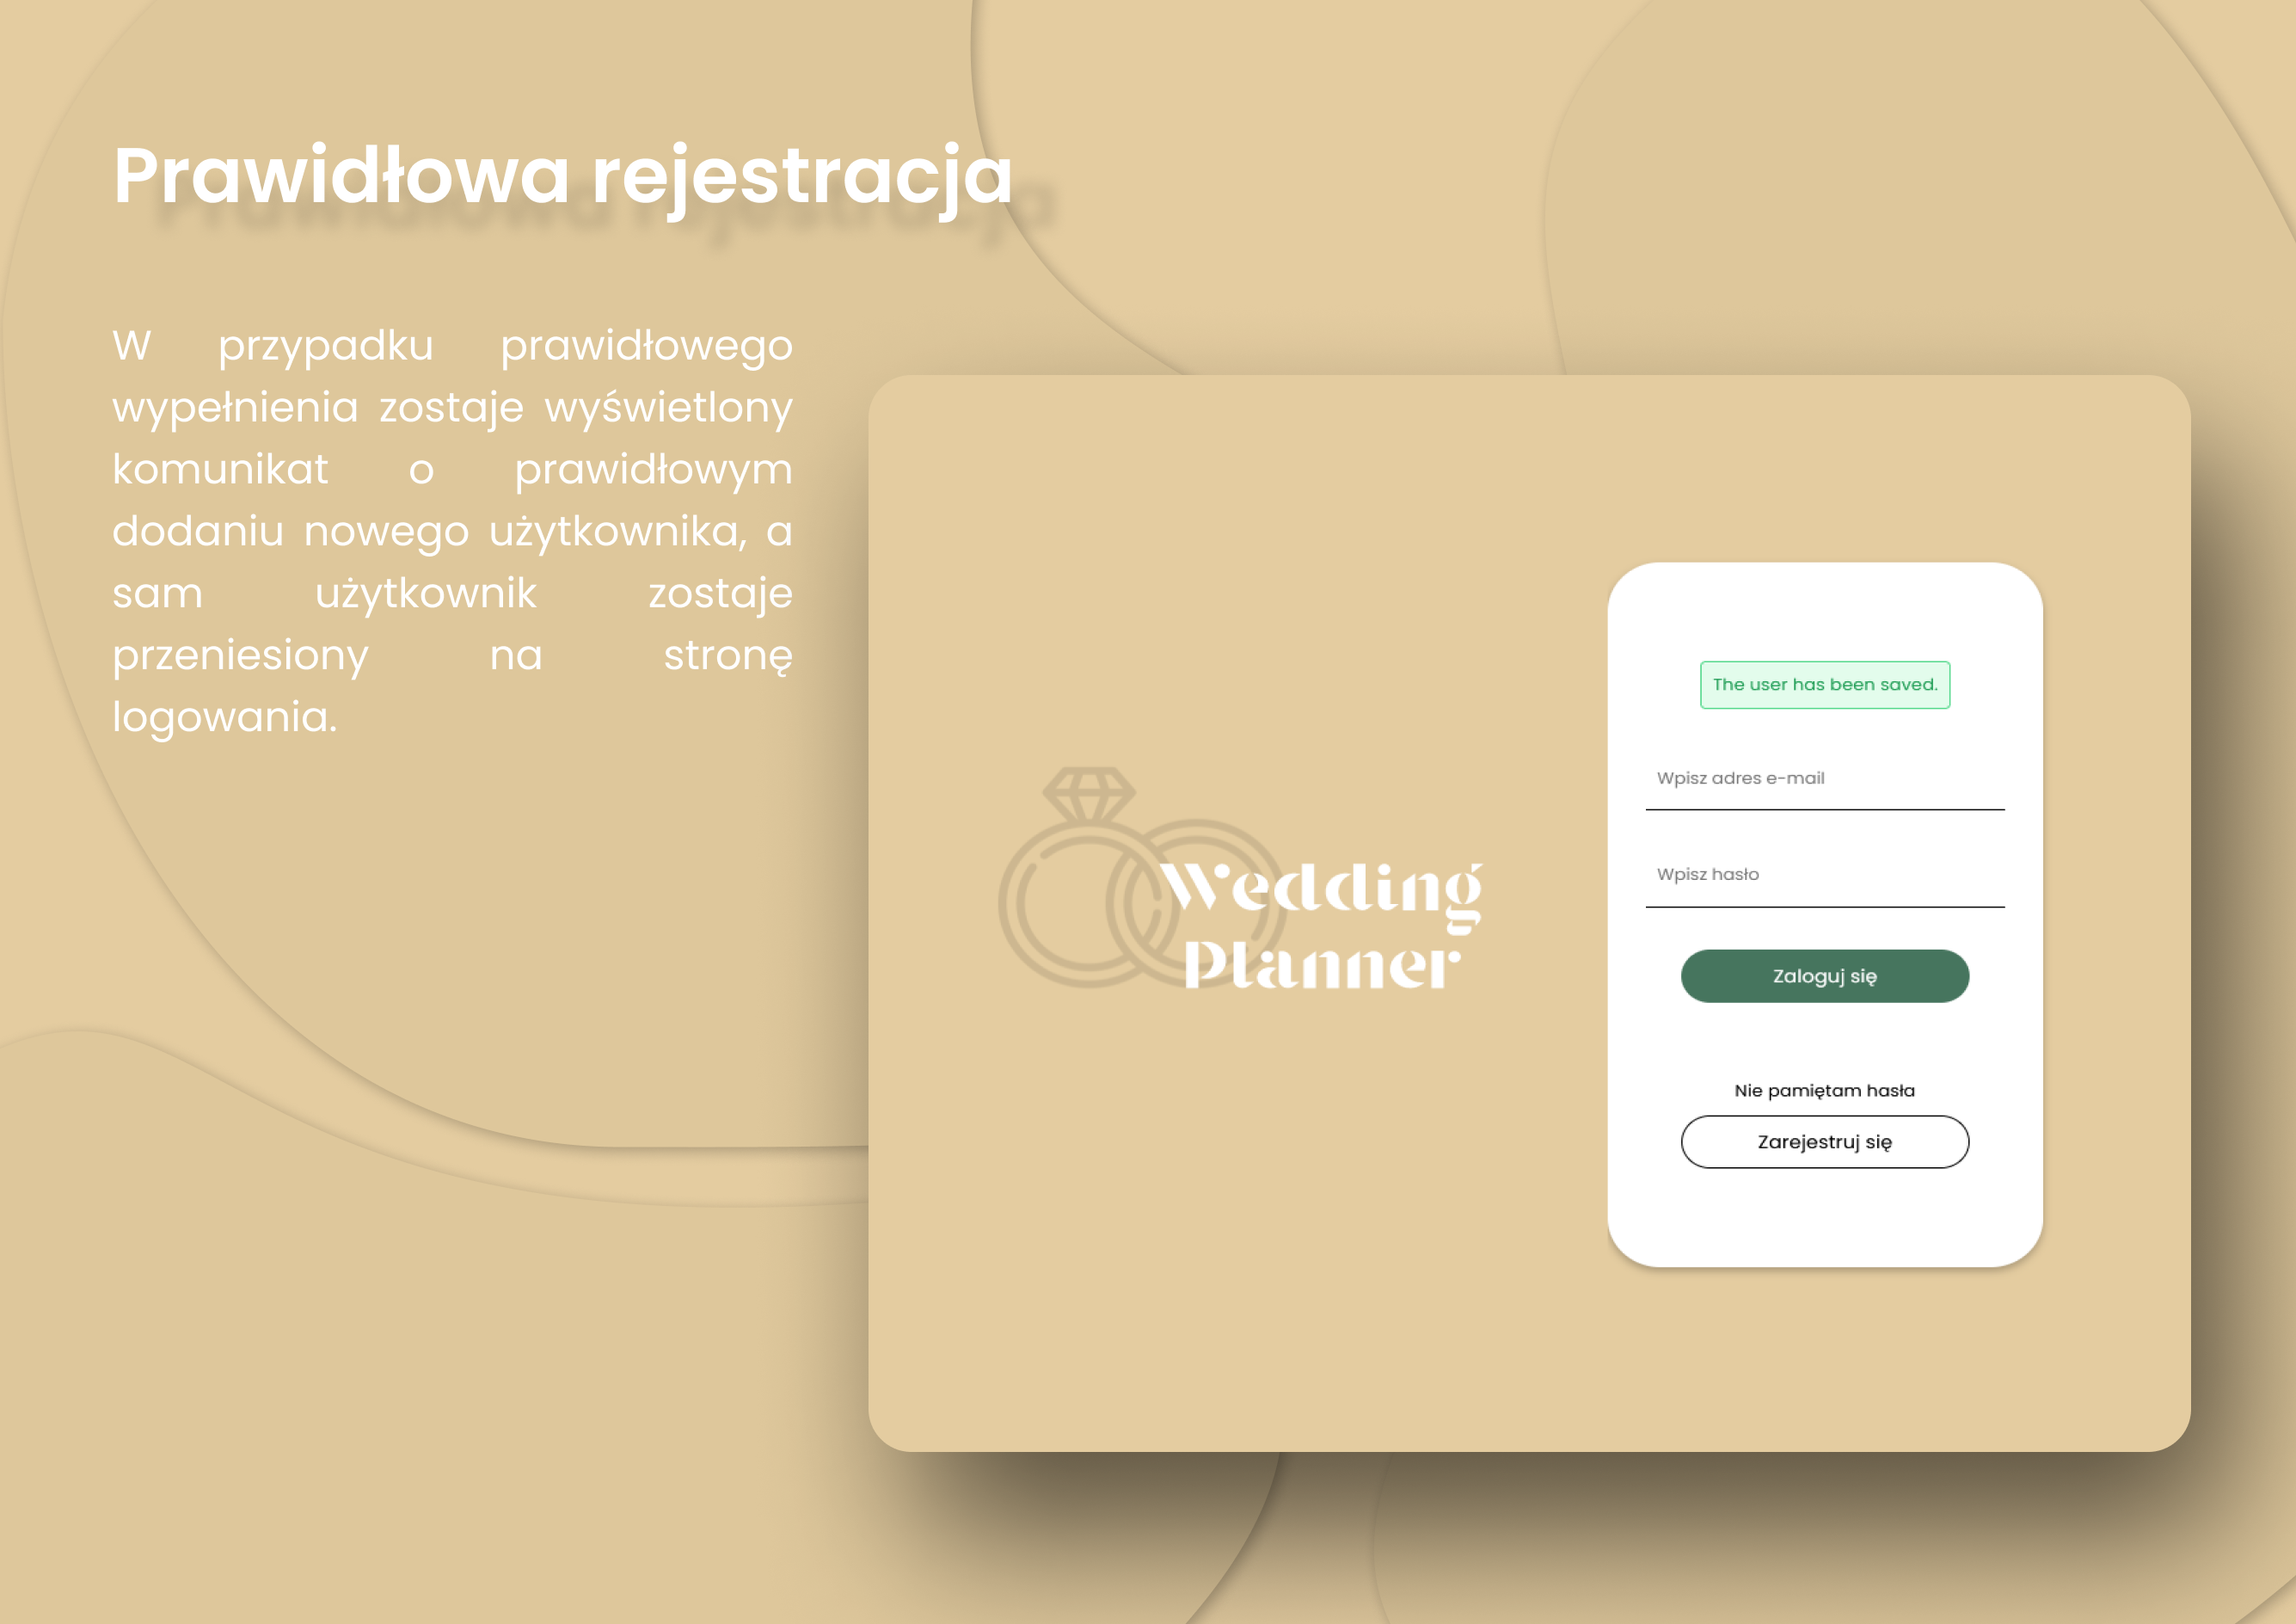 Prawidłowa rejestracja
W przypadku prawidłowego
wypełnienia zostaje wyświetlony
komunikat o prawidłowym
dodaniu nowego użytkownika, a
sam użytkownik zostaje
przeniesiony na stronę
logowania.
Wedding
Planner
The user has been saved.
Wpisz adres e-mail
Wpisz hasło
Zaloguj się
Nie pamiętam hasła
Zarejestruj się